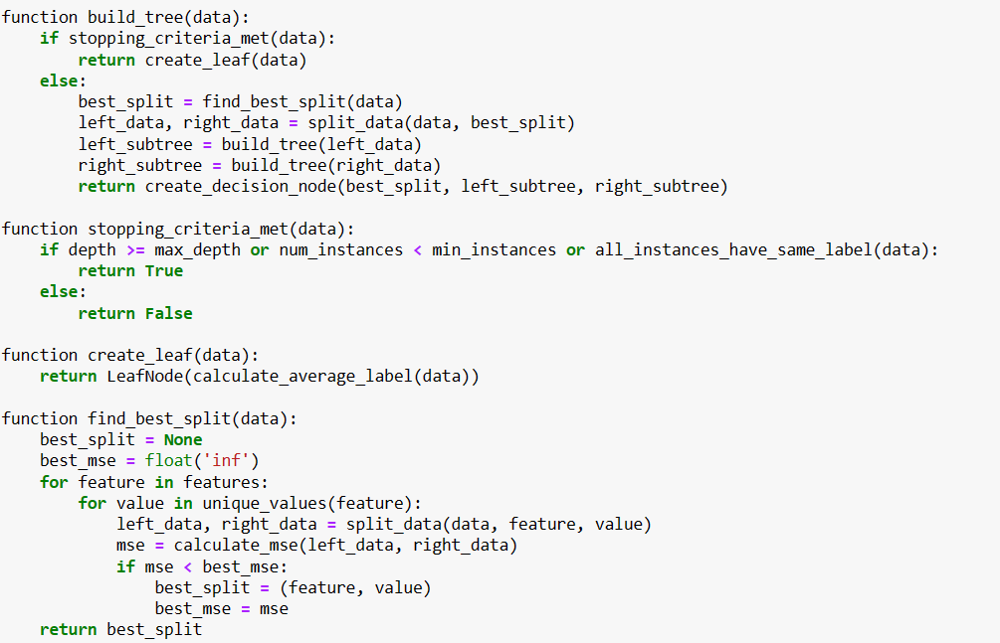 function build_tree(data):
    if stopping_criteria_met(data):
        return create_leaf(data)
    else:
        best_split = find_best_split(data)
        left_data, right_data = split_data(data, best_split)
        left_subtree = build_tree(left_data)
        right_subtree = build_tree(right_data)
        return create_decision_node(best_split, left_subtree, right_subtree)

function stopping_criteria_met(data):
    if depth >= max_depth or num_instances < min_instances or all_instances_have_same_label(data):
        return True
    else:
        return False

function create_leaf(data):
    return LeafNode(calculate_average_label(data))

function find_best_split(data):
    best_split = None
    best_mse = float('inf')
    for feature in features:
        for value in unique_values(feature):
            left_data, right_data = split_data(data, feature, value)
            mse = calculate_mse(left_data, right_data)
            if mse < best_mse:
                best_split = (feature, value)
                best_mse = mse
    return best_split